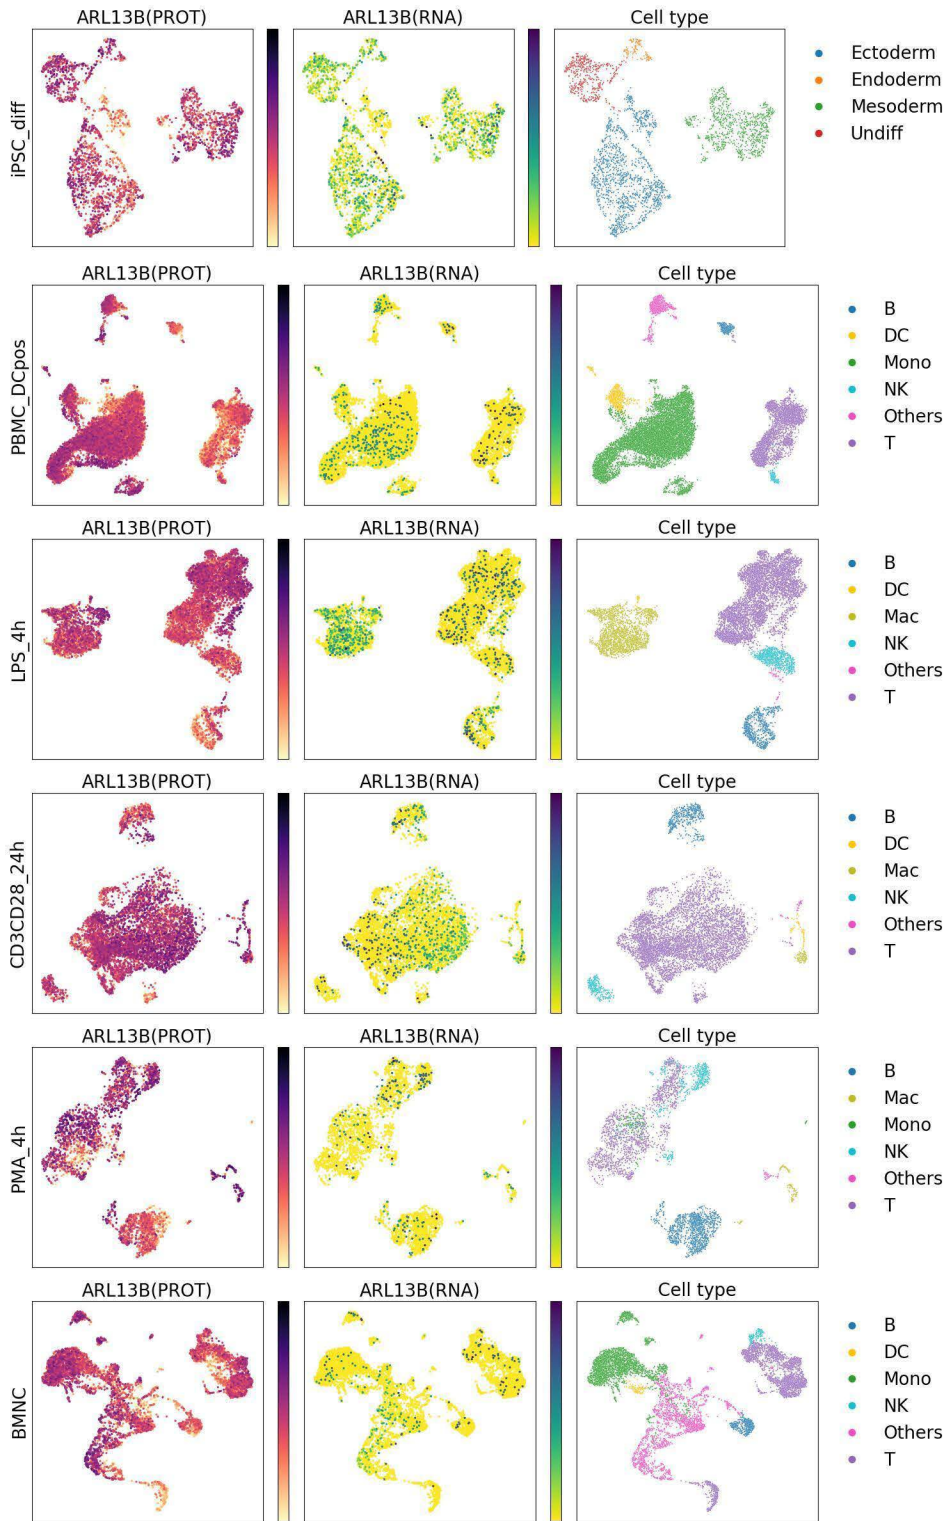 ARL13B(PROT) ARL13B(RNA) Cell type
iPSC_diff
Ectoderm
Endoderm
Mesoderm
Undiff
ARL13B(PROT) ARL13B(RNA) Cell type
PBMC_DCpos
B
DC
Mono
NK
Others
T
ARL13B(PROT) ARL13B(RNA) Cell type
LPS_4h
B
DC
Mac
NK
Others
T
ARL13B(PROT) ARL13B(RNA) Cell type
CD3CD28_24h
B
DC
Mac
NK
Others
T
ARL13B(PROT) ARL13B(RNA) Cell type
PMA_4h
B
Mac
Mono
NK
Others
T
ARL13B(PROT) ARL13B(RNA) Cell type
BMNC
B
DC
Mono
NK
Others
T